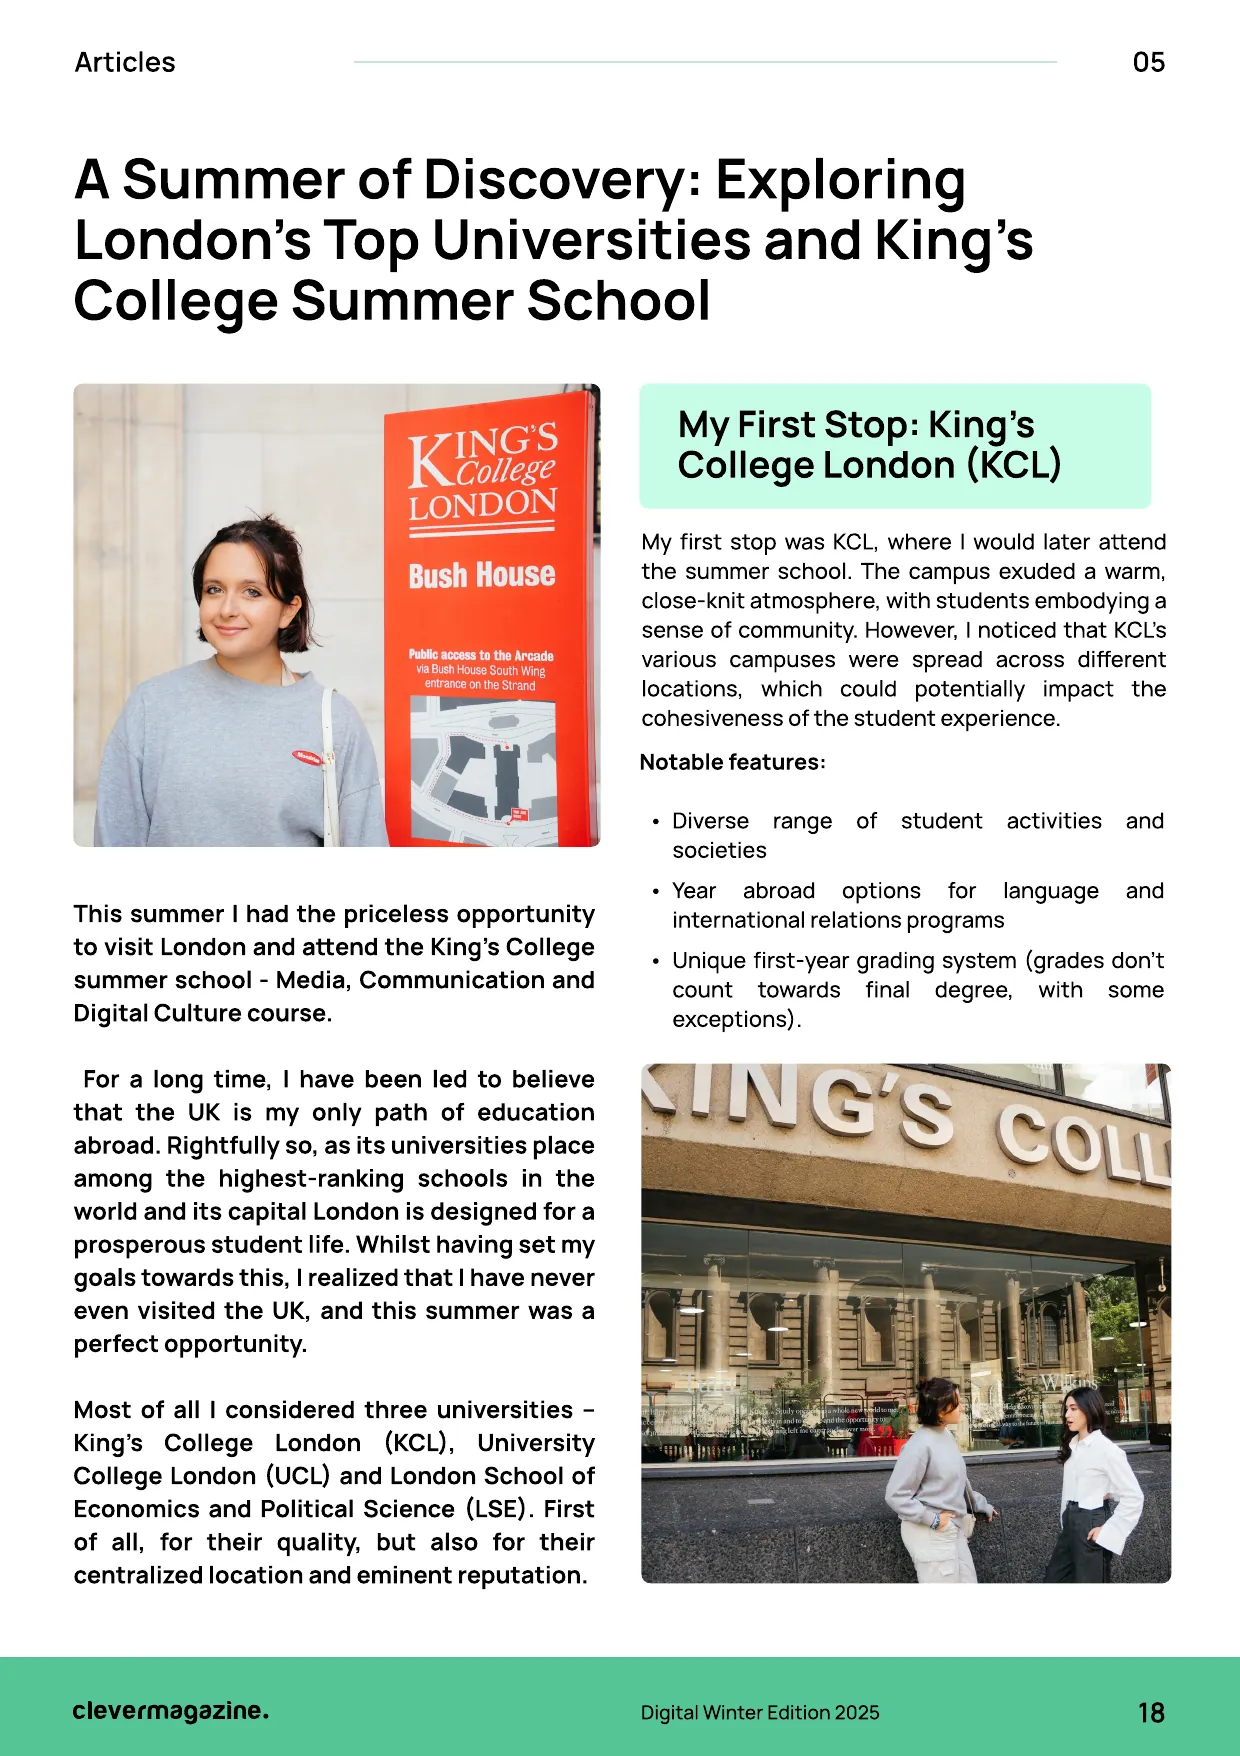 Articles
05
A Summer of Discovery: Exploring
London's Top Universities and King's
College Summer School
KING'S
College
LONDON
Bush House
Public access to the Arcade
via Bush House South Wing
entrance on the Strand
This summer I had the priceless opportunity
to visit London and attend the King's College
summer school - Media, Communication and
Digital Culture course.
For a long time, I have been led to believe
that the UK is my only path of education
abroad. Rightfully so, as its universities place
among the highest-ranking schools in the
world and its capital London is designed for a
prosperous student life. Whilst having set my
goals towards this, I realized that I have never
even visited the UK, and this summer was a
perfect opportunity.
Most of all I considered three universities –
King's College London (KCL), University
College London (UCL) and London School of
Economics and Political Science (LSE). First
of all, for their quality, but also for their
centralized location and eminent reputation.
My First Stop: King's
College London (KCL)
My first stop was KCL, where I would later attend
the summer school. The campus exuded a warm,
close-knit atmosphere, with students embodying a
sense of community. However, I noticed that KCL's
various campuses were spread across different
locations, which could potentially impact the
cohesiveness of the student experience.
Notable features:
• Diverse range of student activities and
societies
• Year abroad options for language and
international relations programs
• Unique first-year grading system (grades don't
count towards final degree, with some
exceptions).
KING'S COLL
Wilkins
clevermagazine.
Digital Winter Edition 2025
18